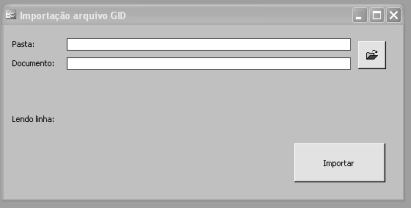 Importação arquivo GID
Pasta:
Documento:
Lendo linha:
Importar